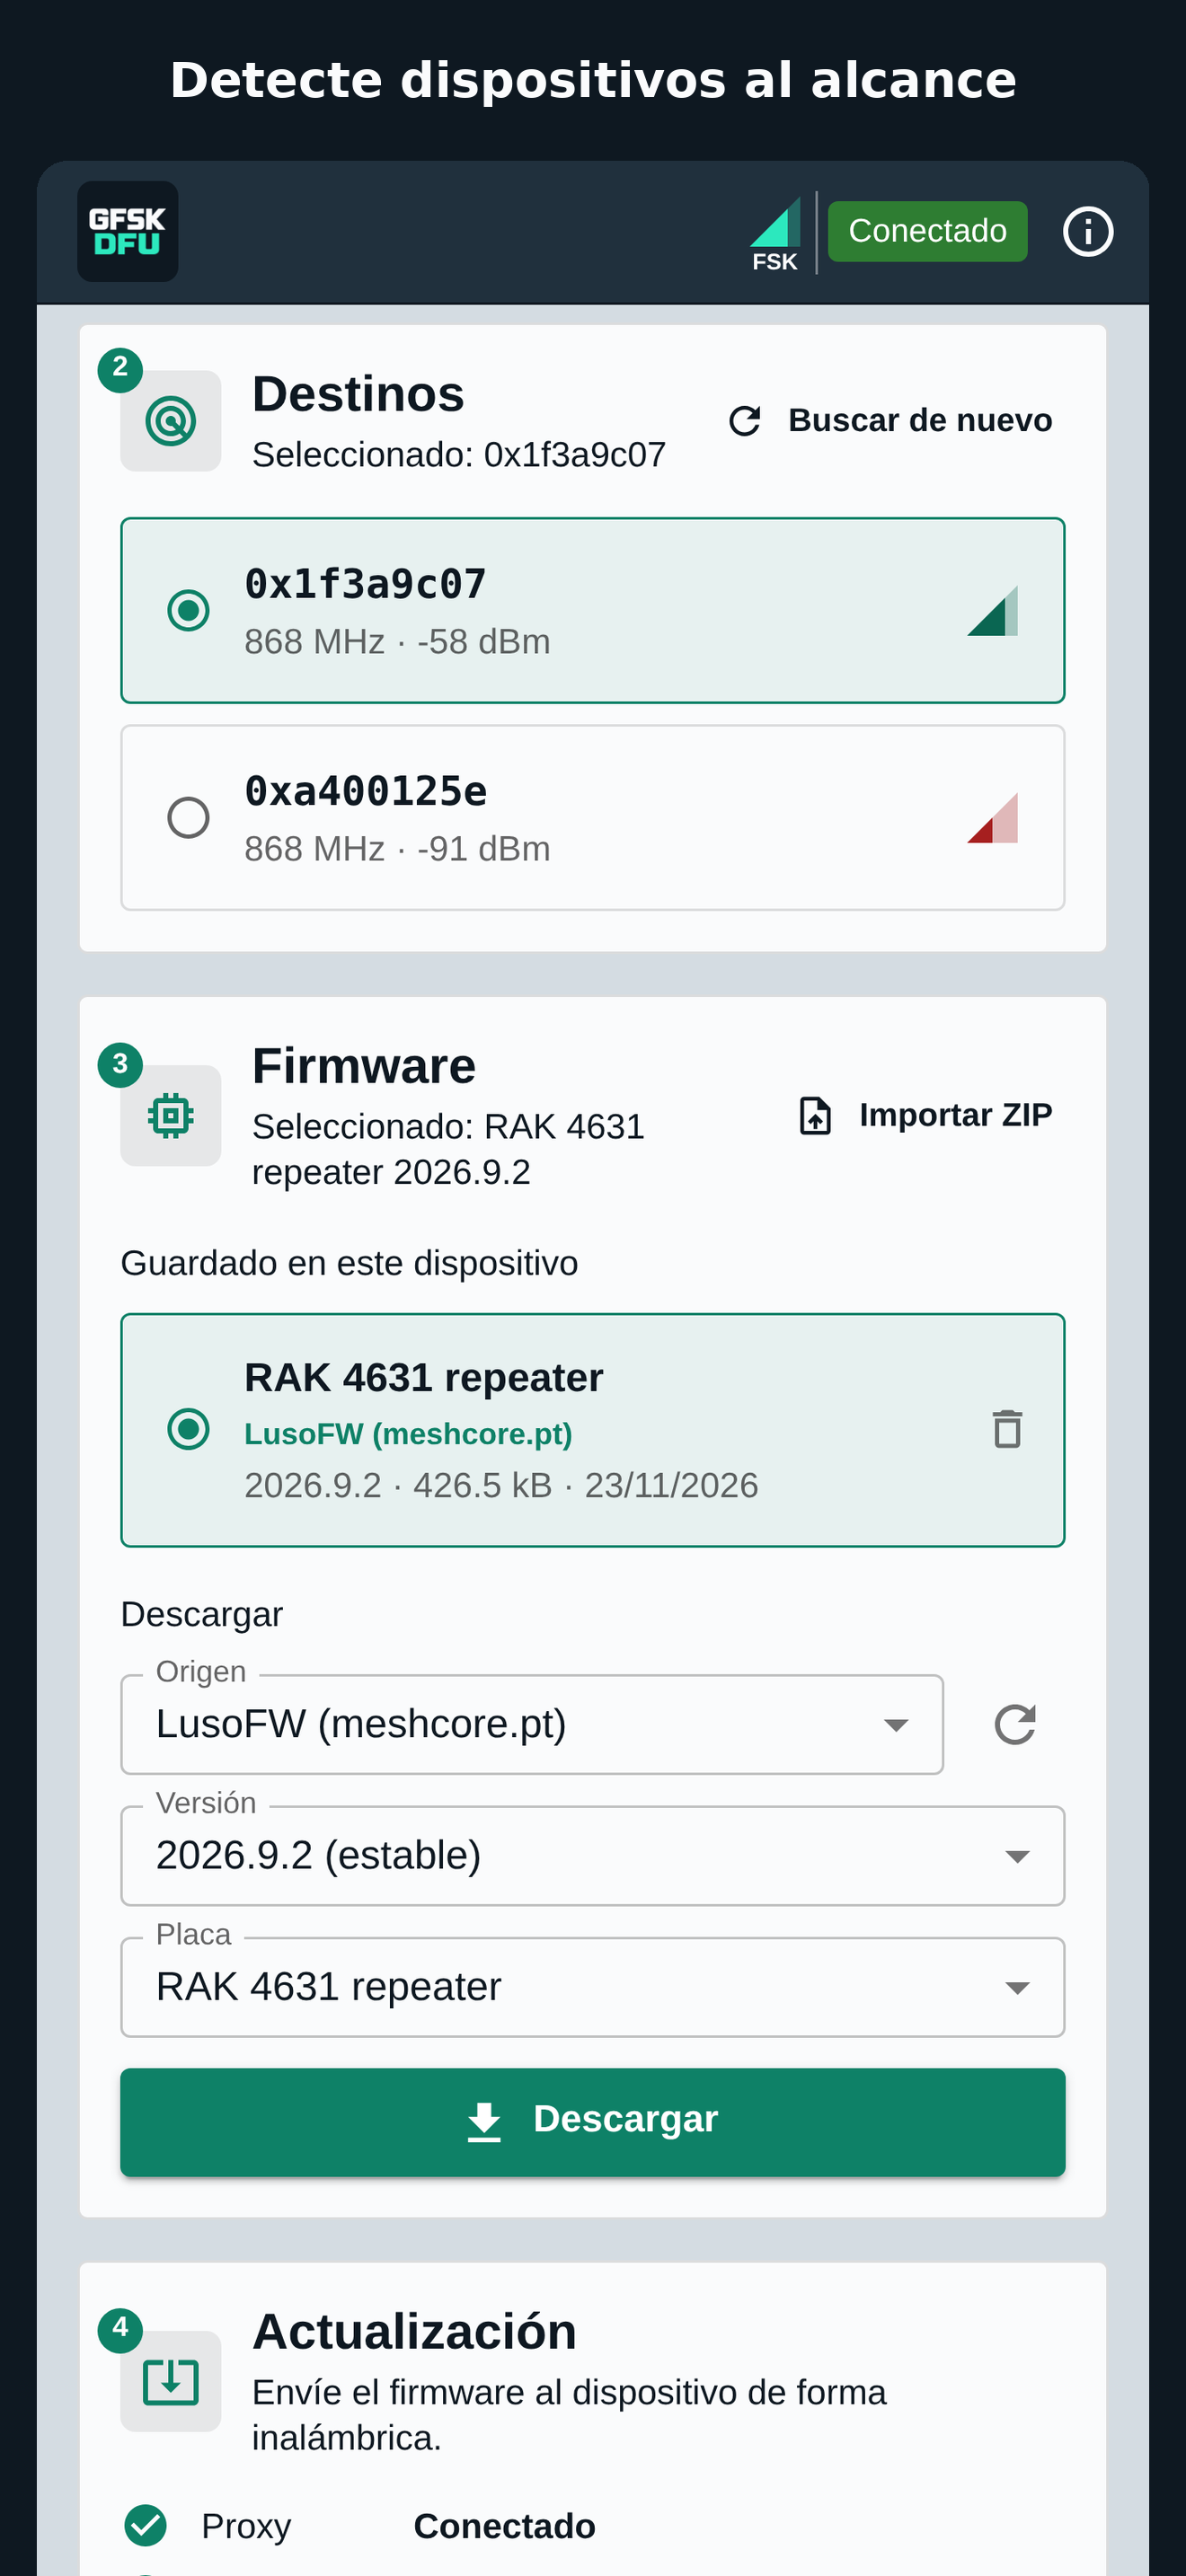 Detecte dispositivos al alcance
GFSK
DFU
FSK
Conectado
2
Destinos
Seleccionado: 0x1f3a9c07
Buscar de nuevo
0x1f3a9c07
868 MHz · -58 dBm
0xa400125e
868 MHz · -91 dBm
3
Firmware
Seleccionado: RAK 4631
repeater 2026.9.2
Importar ZIP
Guardado en este dispositivo
RAK 4631 repeater
LusoFW (meshcore.pt)
2026.9.2 · 426.5 kB · 23/11/2026
Descargar
Origen
LusoFW (meshcore.pt)
Versión
2026.9.2 (estable)
Placa
RAK 4631 repeater
Descargar
4
Actualización
Envíe el firmware al dispositivo de forma
inalámbrica.
Proxy
Conectado